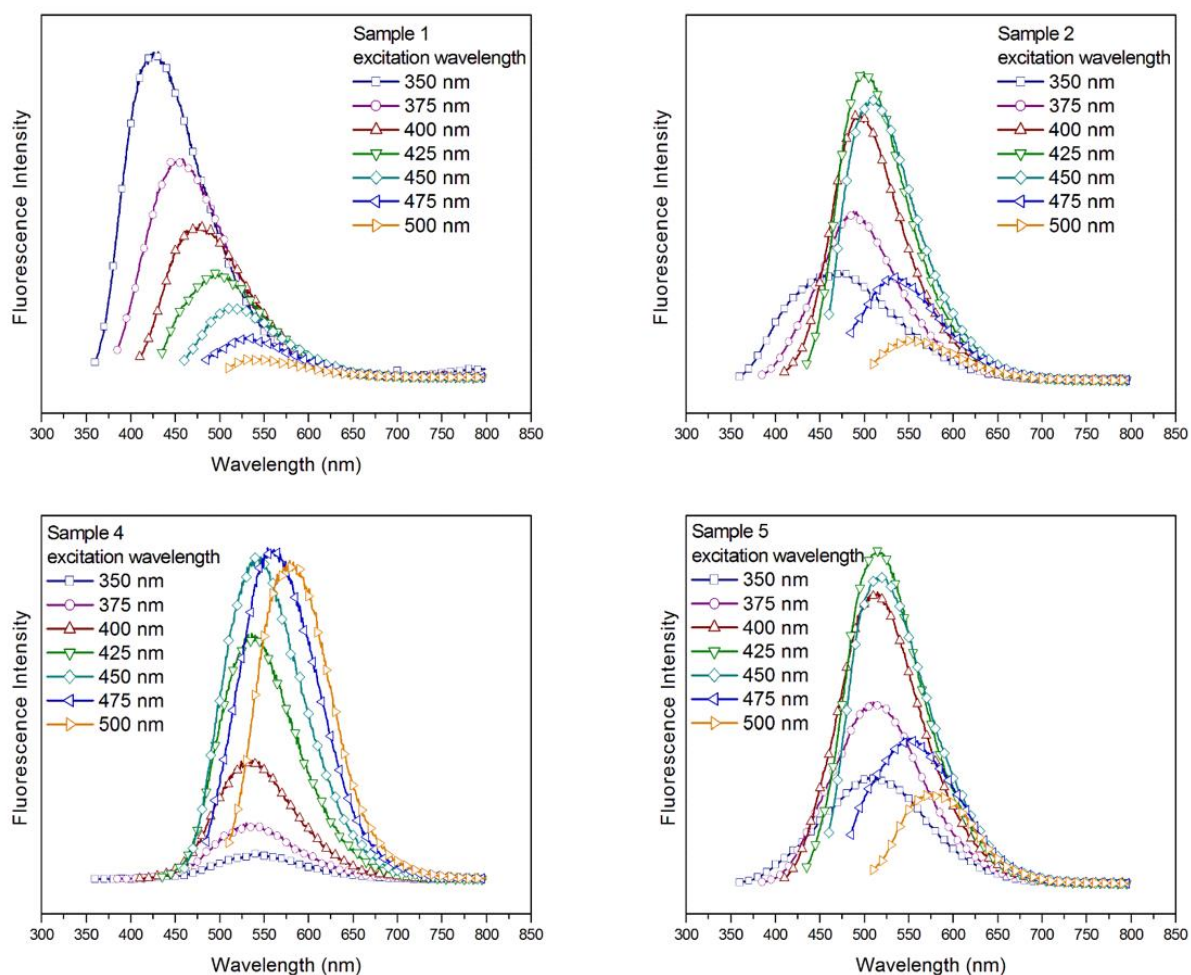 Sample 1
excitation wavelength
350 nm
375 nm
400 nm
425 nm
450 nm
475 nm
500 nm
Fluorescence Intensity
300 350 400 450 500 550 600 650 700 750 800 850
Wavelength (nm)
Sample 2
excitation wavelength
350 nm
375 nm
400 nm
425 nm
450 nm
475 nm
500 nm
Fluorescence Intensity
300 350 400 450 500 550 600 650 700 750 800 850
Sample 4
excitation wavelength
350 nm
375 nm
400 nm
425 nm
450 nm
475 nm
500 nm
Fluorescence Intensity
300 350 400 450 500 550 600 650 700 750 800 850
Wavelength (nm)
Sample 5
excitation wavelength
350 nm
375 nm
400 nm
425 nm
450 nm
475 nm
500 nm
Fluorescence Intensity
300 350 400 450 500 550 600 650 700 750 800 850
Wavelength (nm)